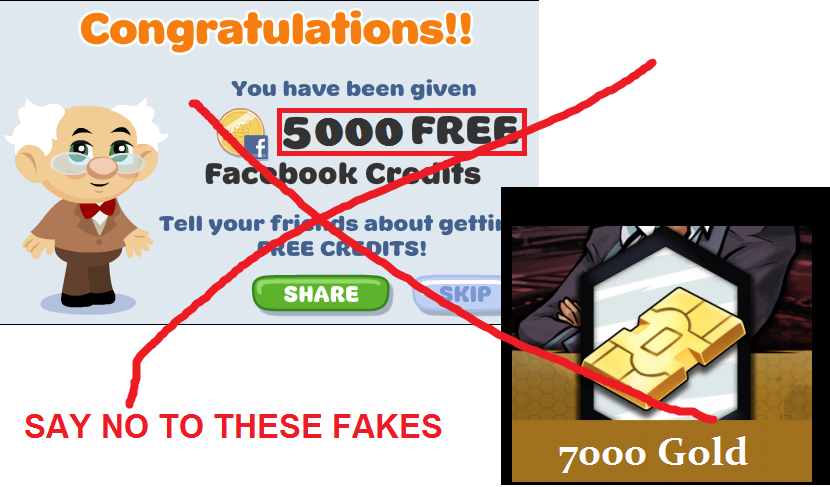 Congratulations!!
You have been given
5000 FREE
Facebook Credits
Tell your friends about gettin
FREE CREDITS!
SHARE
SKIP
7000 Gold
SAY NO TO THESE FAKES